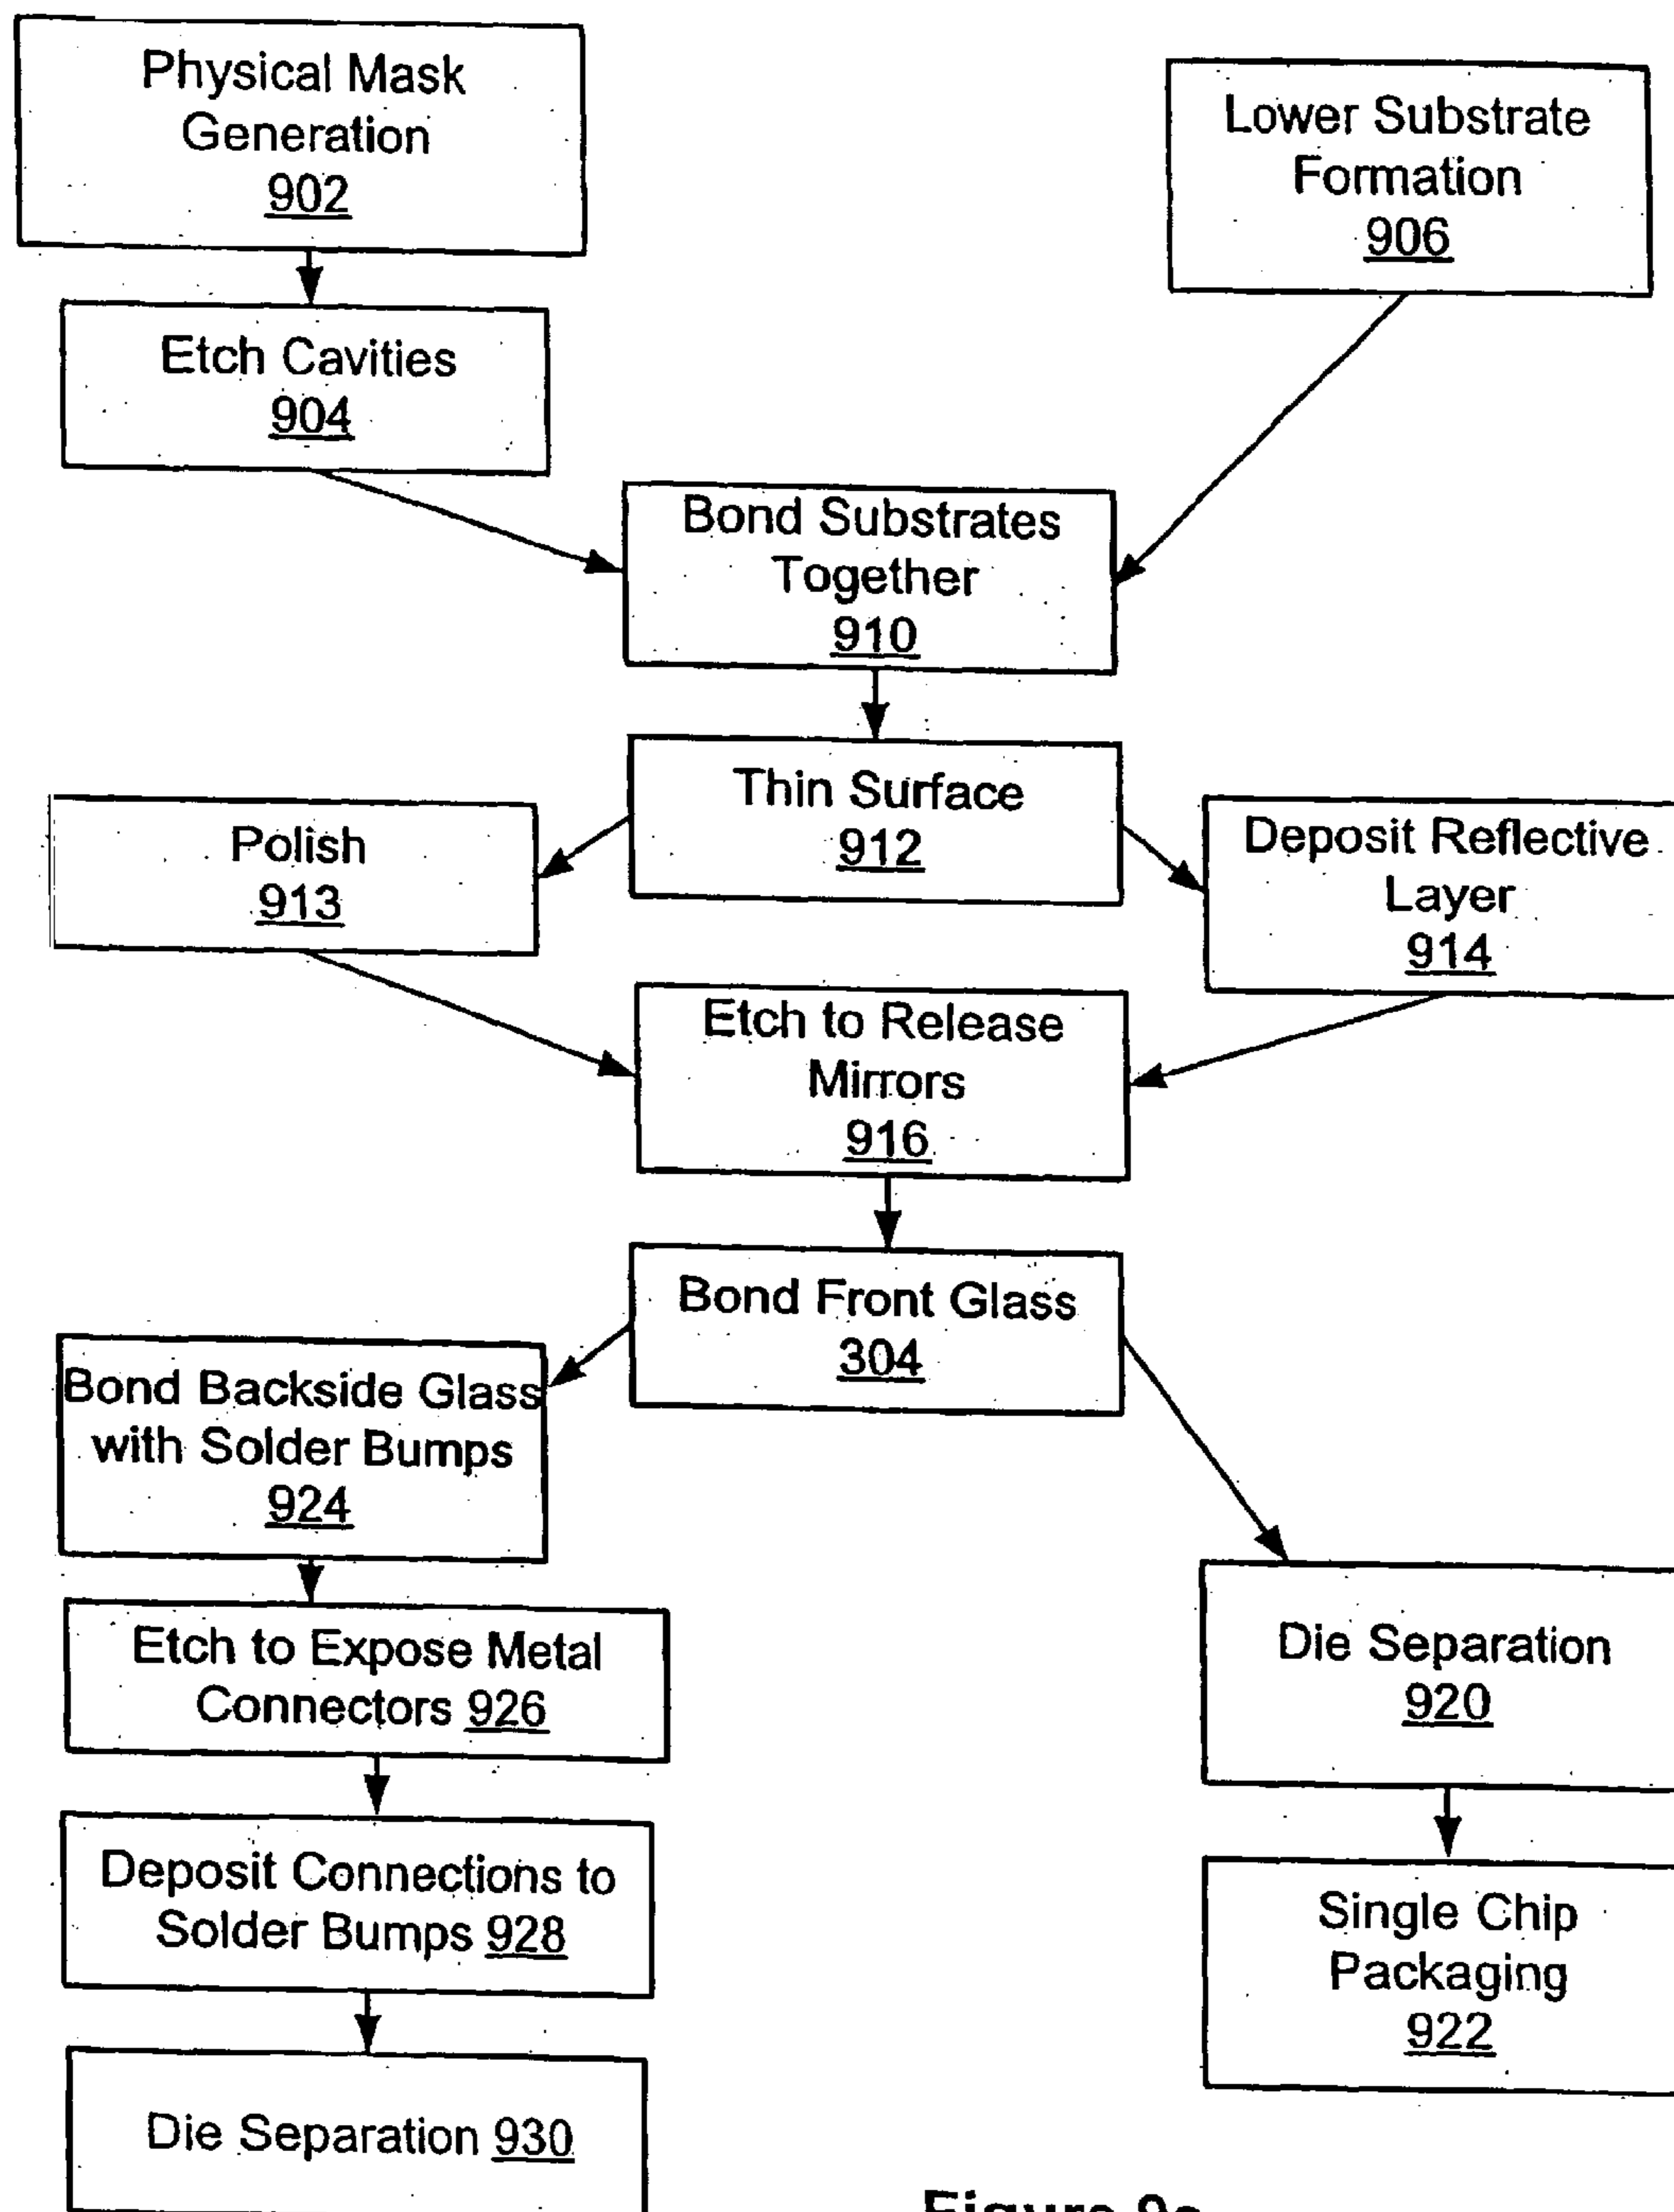 Physical Mask
Generation
902
Lower Substrate
Formation
906
Etch Cavities
904
Bond Substrates
Together
910
Thin Surface
912
Polish
913
Deposit Reflective
Layer
914
Etch to Release
Mirrors
916
Bond Front Glass
304
Bond Backside Glass
with Solder Bumps
924
Etch to Expose Metal
Connectors 926
Deposit Connections to
Solder Bumps 928
Die Separation 930
Die Separation
920
Single Chip
Packaging
922
Figure